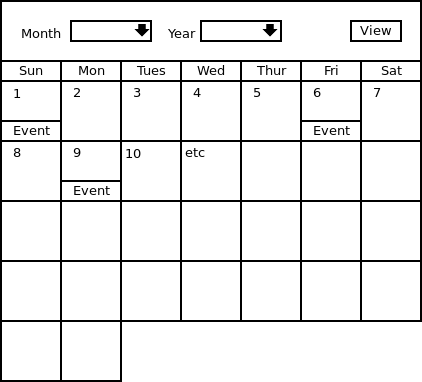 Month Year View
Sun Mon Tues Wed Thur Fri Sat
1 2 3 4 5 6 7
Event Event
8 9 10 etc
Event